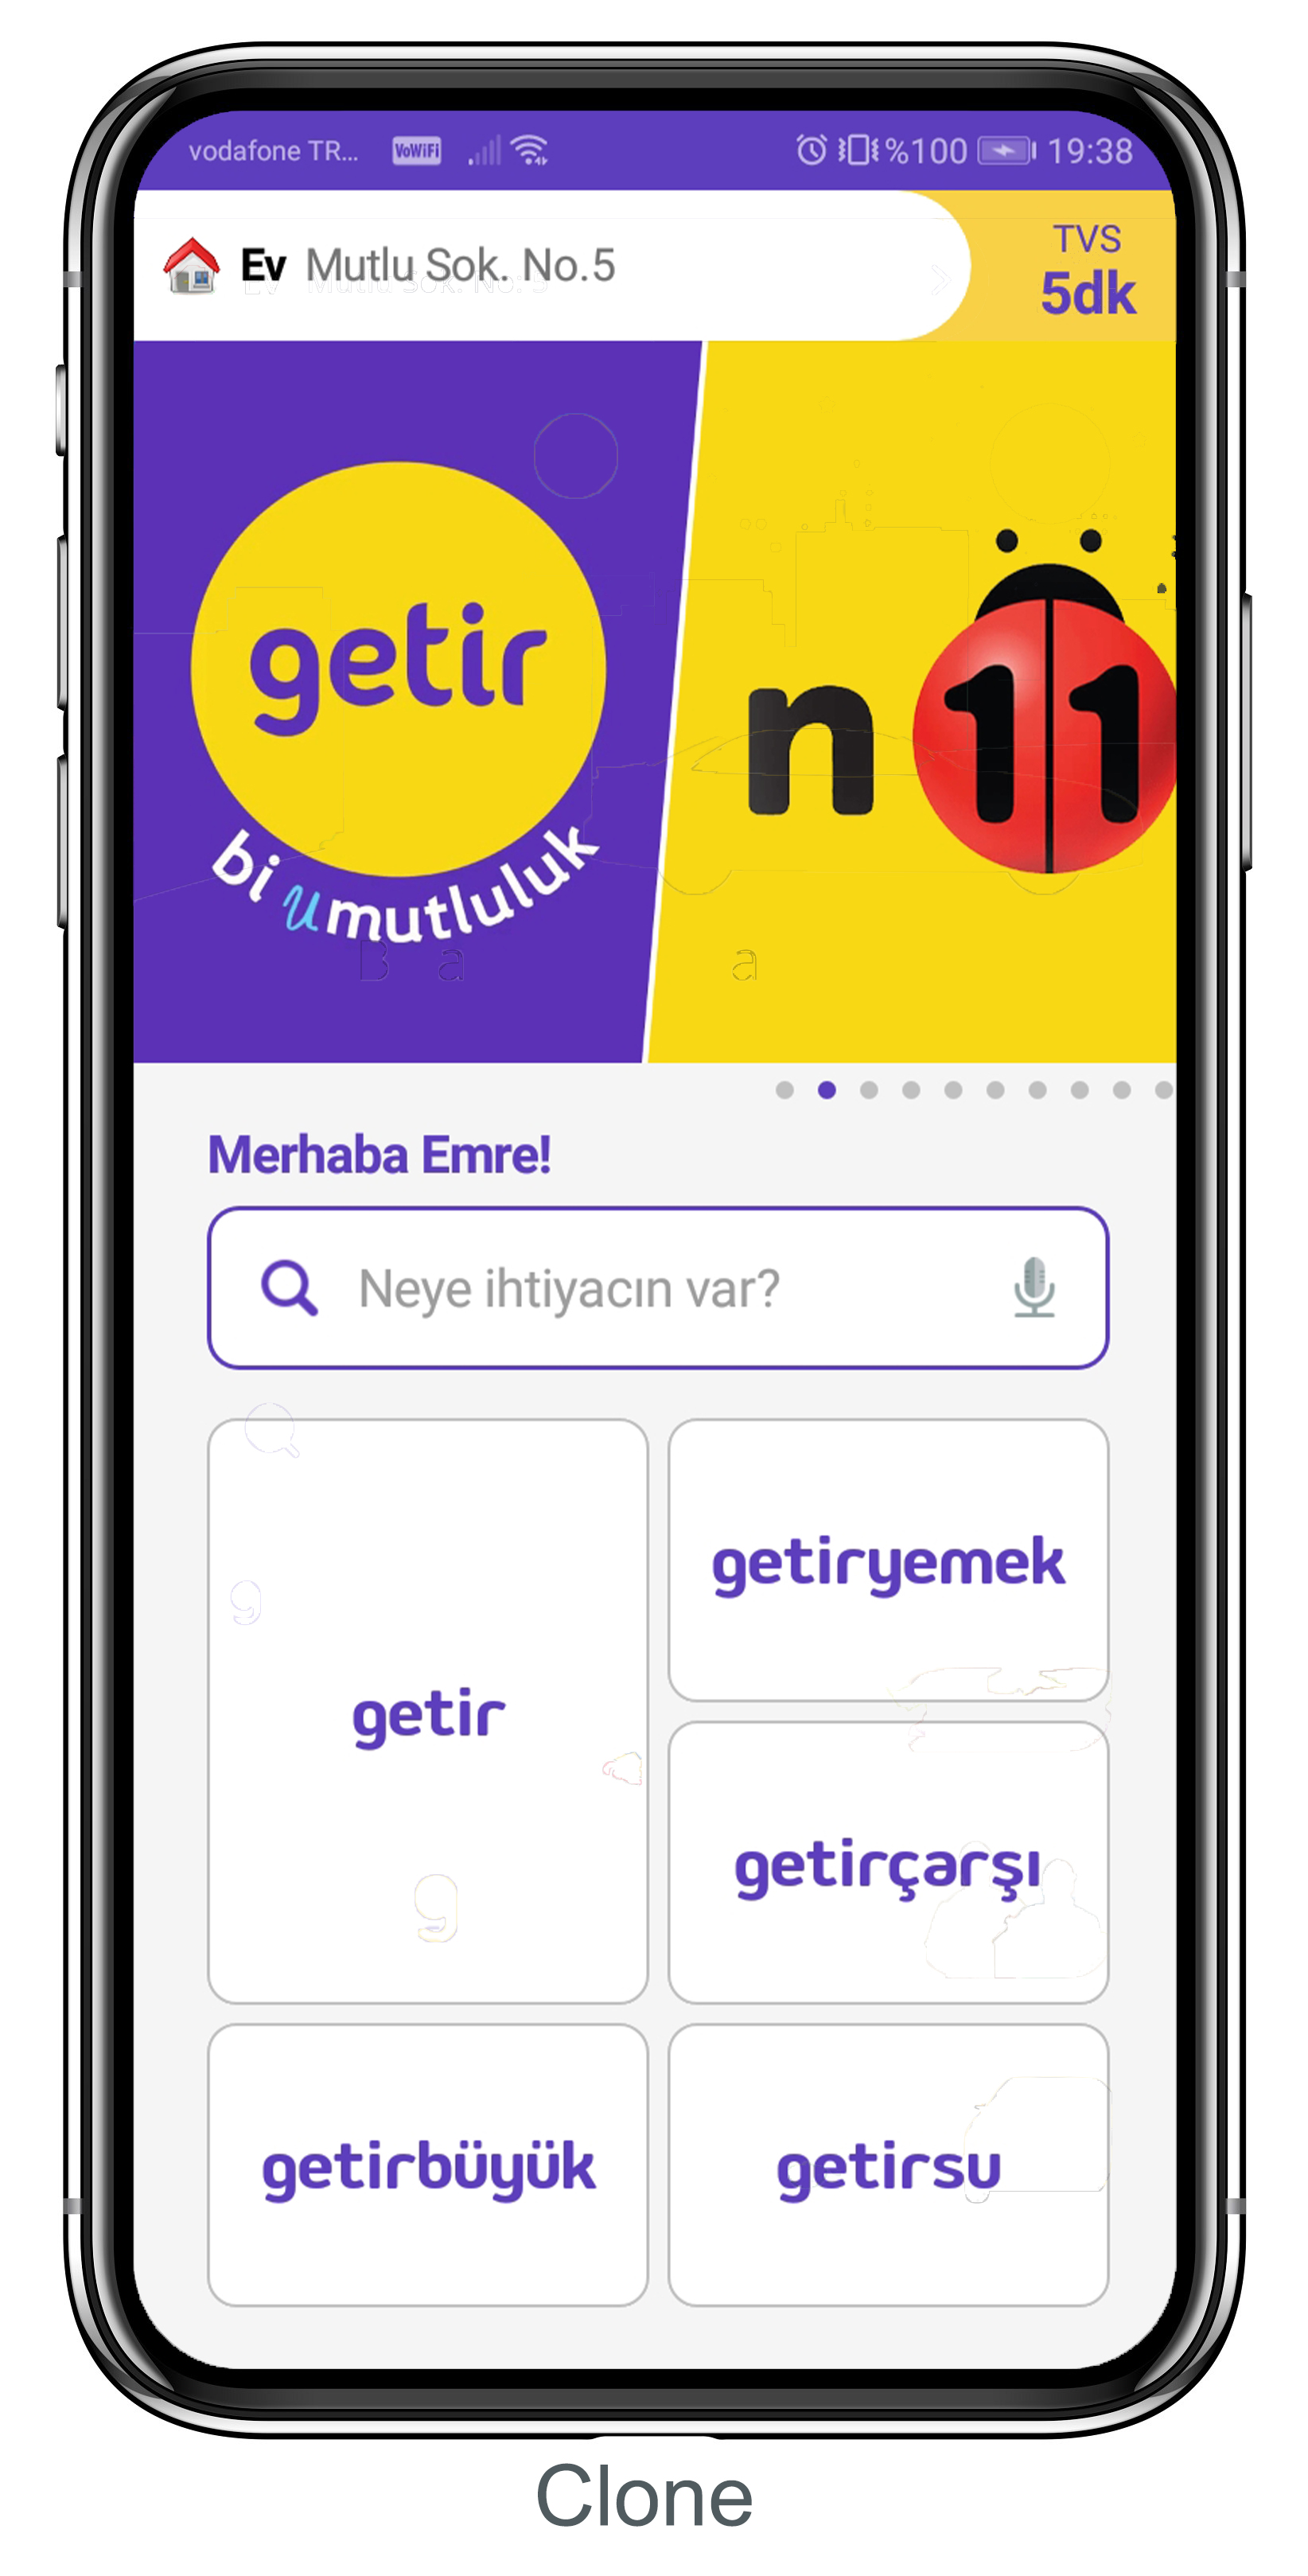 vodafone TR... VoWiFi %100 19:38
Ev Mutlu Sok. No.5
TVS
5dk
getir
bi umutluluk
n11
Merhaba Emre!
Neye ihtiyacın var?
getir
getiryemek
getirçarşı
getirbüyük
getirsu
Clone